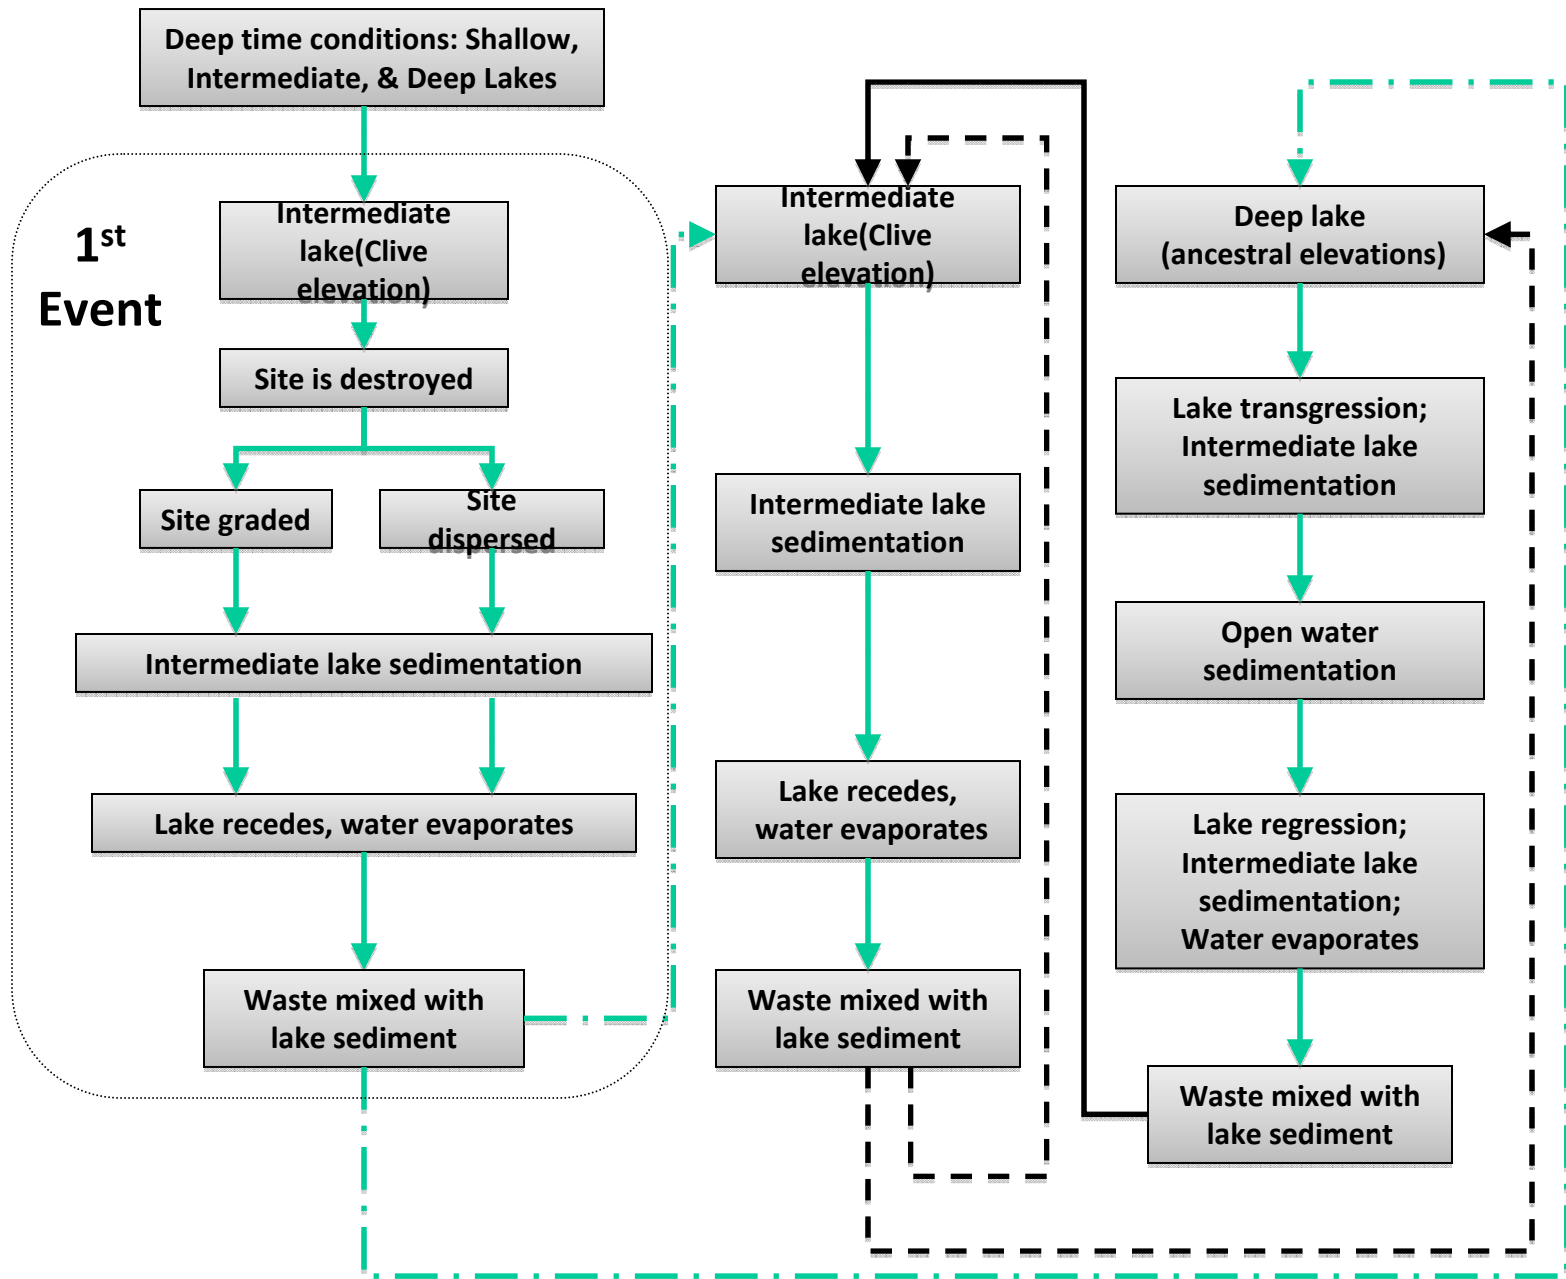 Deep time conditions: Shallow,
Intermediate, & Deep Lakes
1st
Event
Intermediate
lake(Clive
elevation)
Site is destroyed
Site graded
Site
dispersed
Intermediate lake sedimentation
Lake recedes, water evaporates
Waste mixed with
lake sediment
Intermediate
lake(Clive
elevation)
Intermediate lake
sedimentation
Lake recedes,
water evaporates
Waste mixed with
lake sediment
Deep lake
(ancestral elevations)
Lake transgression;
Intermediate lake
sedimentation
Open water
sedimentation
Lake regression;
Intermediate lake
sedimentation;
Water evaporates
Waste mixed with
lake sediment